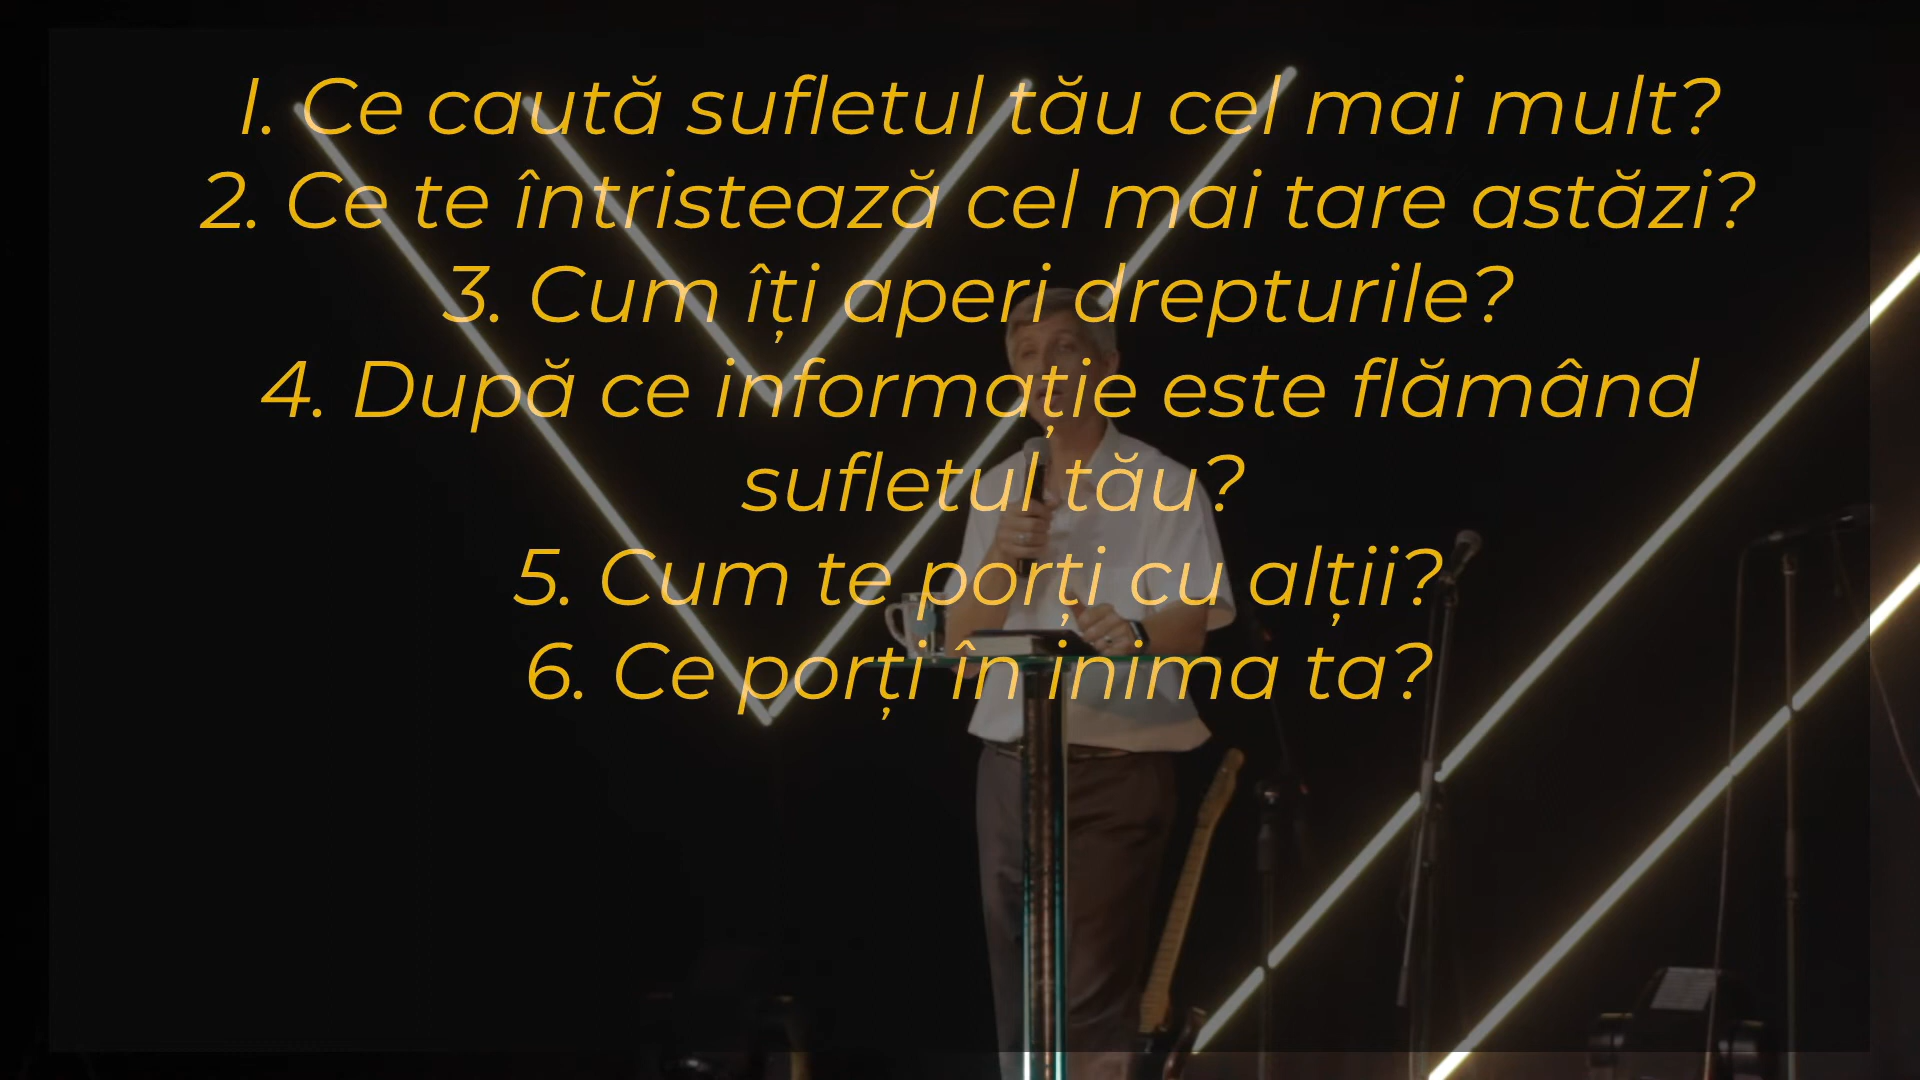 1. Ce caută sufletul tău cel mai mult?
2. Ce te întristează cel mai tare astăzi?
3. Cum îți aperi drepturile?
4. După ce informație este flămând
sufletul tău?
5. Cum te porți cu alții?
6. Ce porți în inima ta?